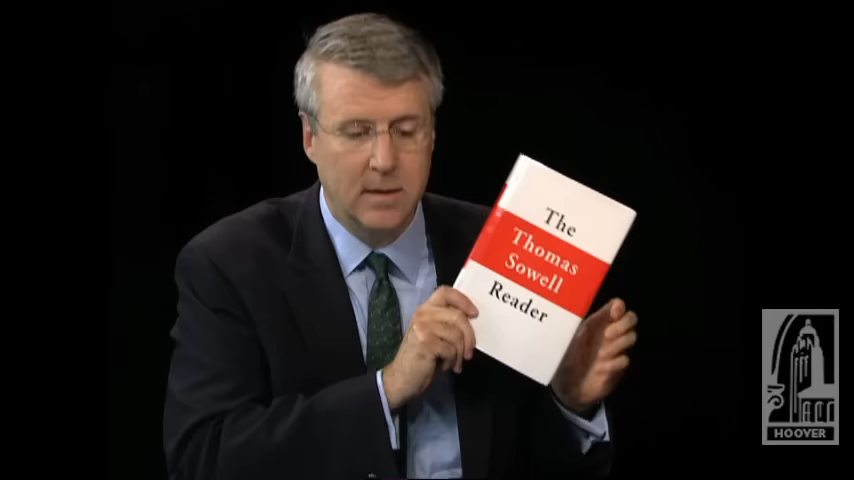 The
Thomas
Sowell
Reader
HOOVER